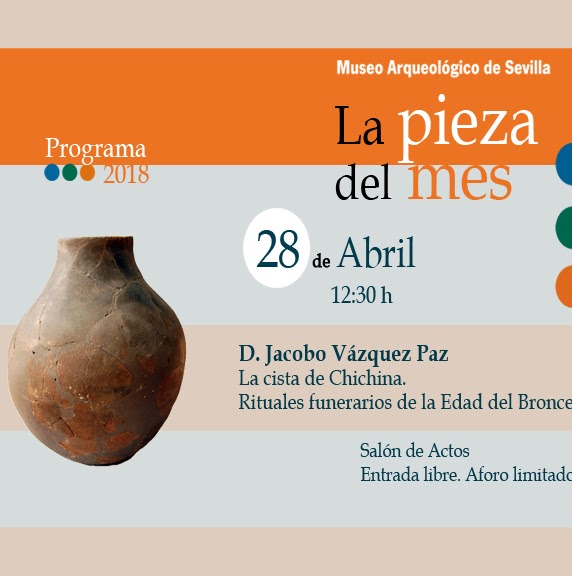 Museo Arqueológico de Sevilla
La pieza
del mes
Programa
2018
28 de Abril
12:30 h
D. Jacobo Vázquez Paz
La cista de Chichina.
Rituales funerarios de la Edad del Bronce
Salón de Actos
Entrada libre. Aforo limitado